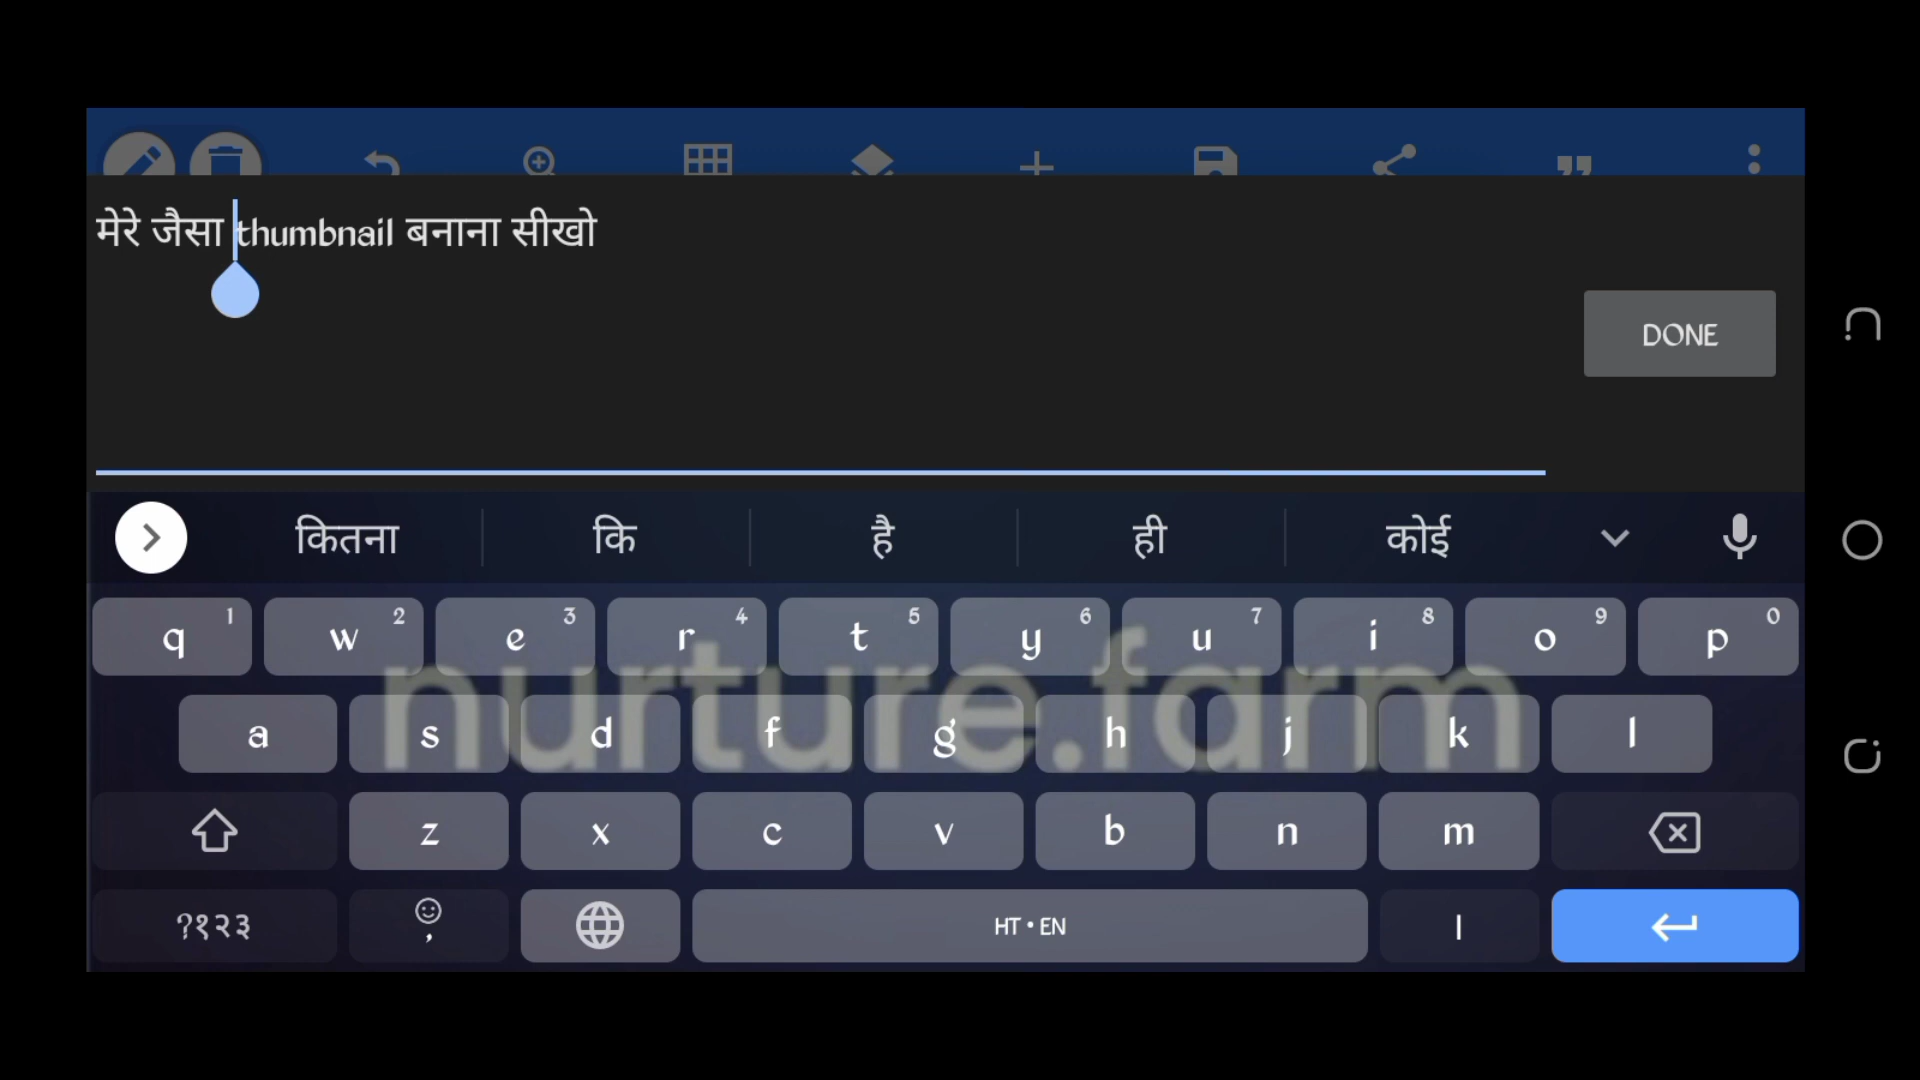 मेरे जैसा thumbnail बनाना सीखो
DONE
कितना कि है ही कोई
q 1 w 2 e 3 r 4 t 5 y 6 u 7 i 8 o 9 p 0
nurture.farm
a s d f g h j k l
z x c v b n m
?१२३ , HT • EN ।